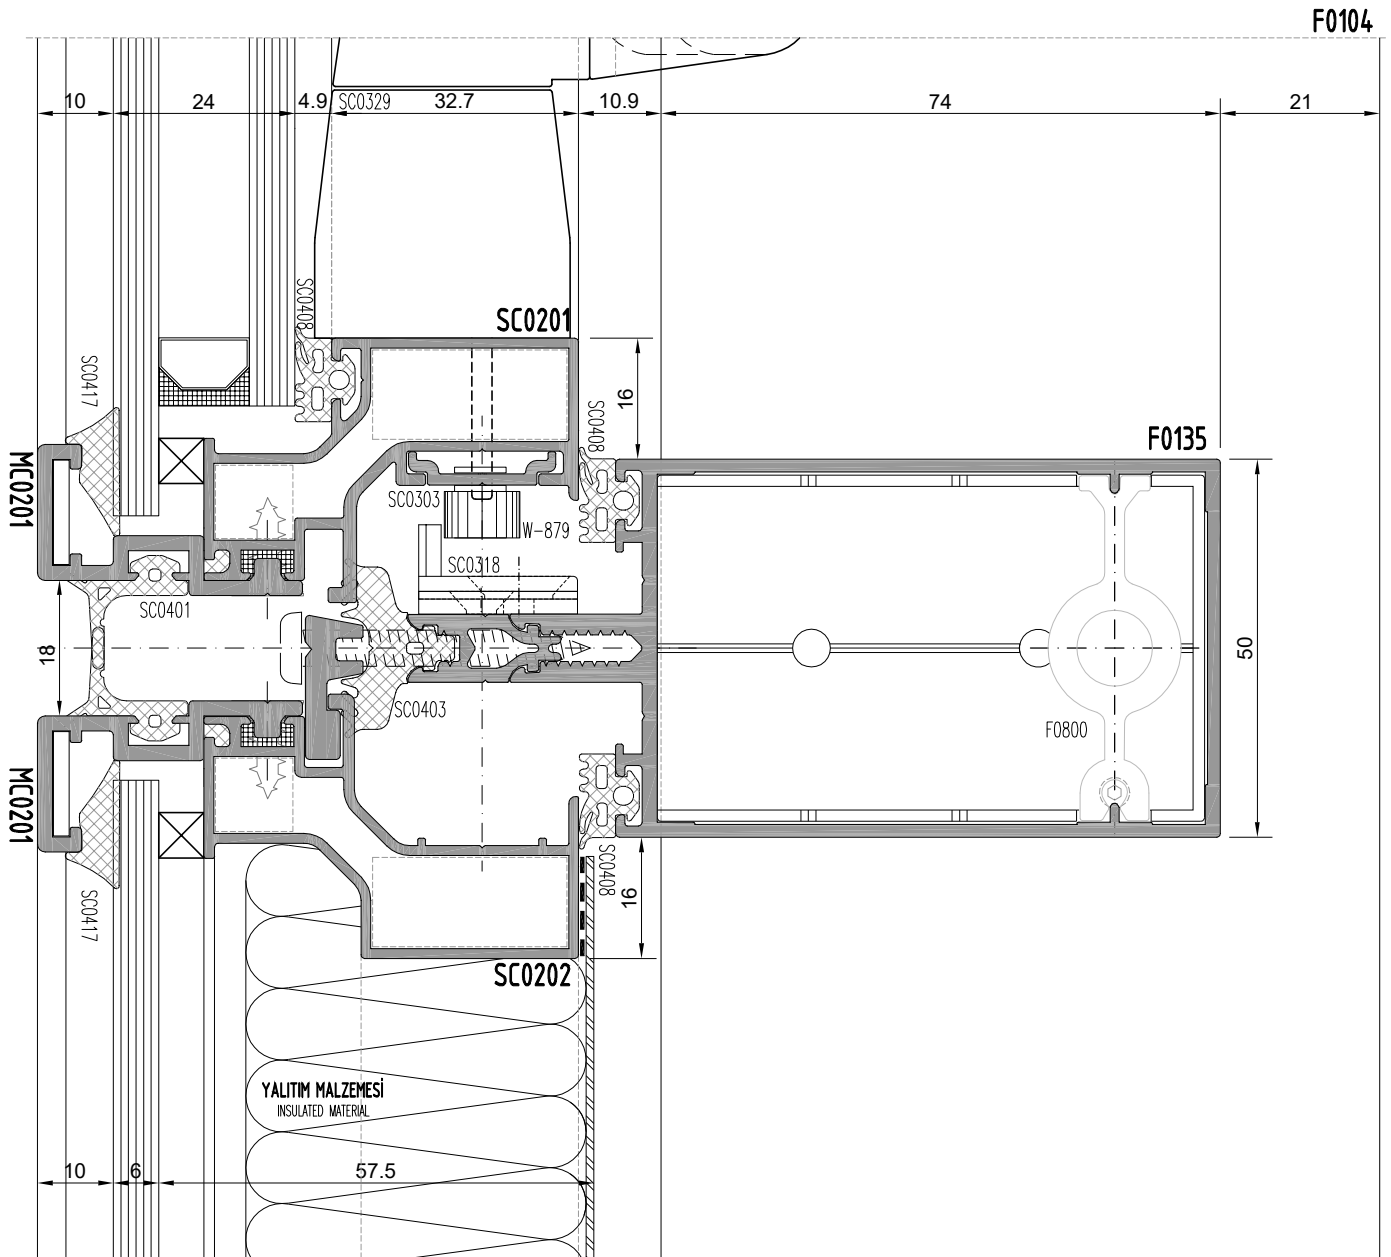 F0104
10
24
4.9
SC0329
32.7
10.9
74
21
SC0408
SC0201
SC0417
16
SC0408
F0135
MC0201
SC0303
W-879
SC0318
SC0401
18
50
SC0403
F0800
MC0201
SC0417
SC0408
16
SC0202
YALITIM MALZEMESİ
INSULATED MATERIAL
10
6
57.5